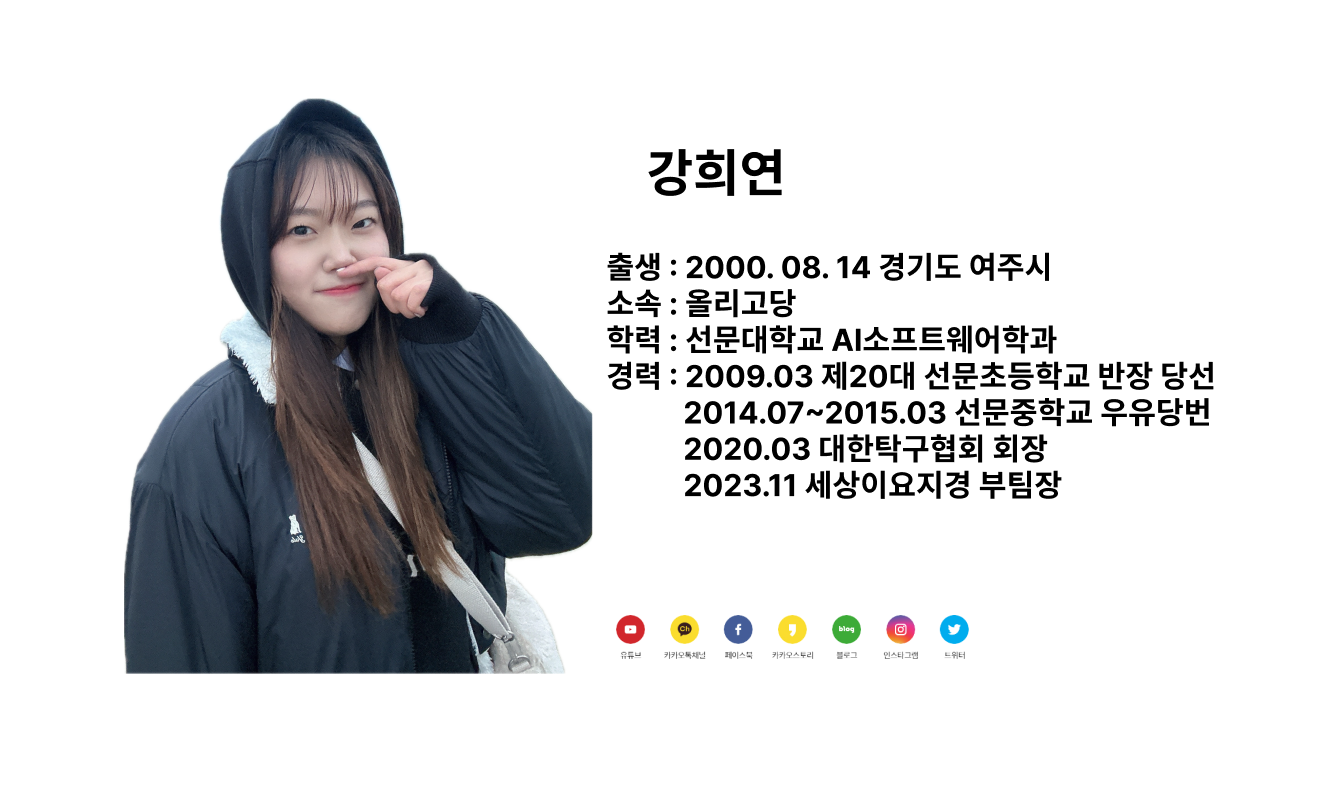 강희연
출생 : 2000. 08. 14 경기도 여주시
소속 : 올리고당
학력 : 선문대학교 AI소프트웨어학과
경력 : 2009.03 제20대 선문초등학교 반장 당선
2014.07~2015.03 선문중학교 우유당번
2020.03 대한탁구협회 회장
2023.11 세상이요지경 부팀장
Ch
f
blog
유튜브 카카오톡채널 페이스북 카카오스토리 블로그 인스타그램 트위터